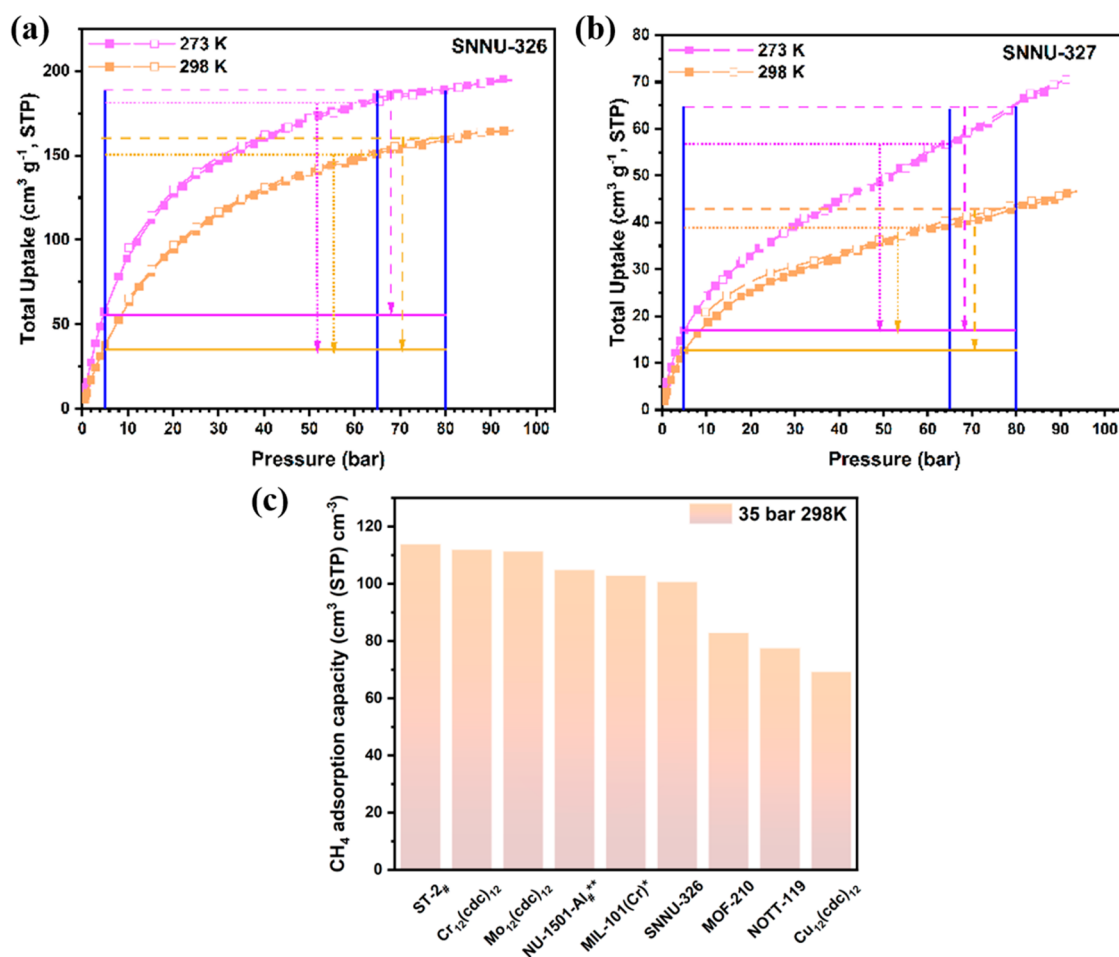 (a)
SNNU-326
273 K
298 K
Total Uptake (cm³ g⁻¹, STP)
200
150
100
50
0
0 10 20 30 40 50 60 70 80 90 100
Pressure (bar)
(b)
SNNU-327
273 K
298 K
Total Uptake (cm³ g⁻¹, STP)
80
70
60
50
40
30
20
10
0
0 10 20 30 40 50 60 70 80 90 100
Pressure (bar)
(c)
35 bar 298K
CH₄ adsorption capacity (cm³ (STP) cm⁻³)
120
100
80
60
40
20
0
ST-2#
Cr₁₂(cdc)₁₂
Mo₁₂(cdc)₁₂
NU-1501-Al#**
MIL-101(Cr)*
SNNU-326
MOF-210
NOTT-119
Cu₁₂(cdc)₁₂